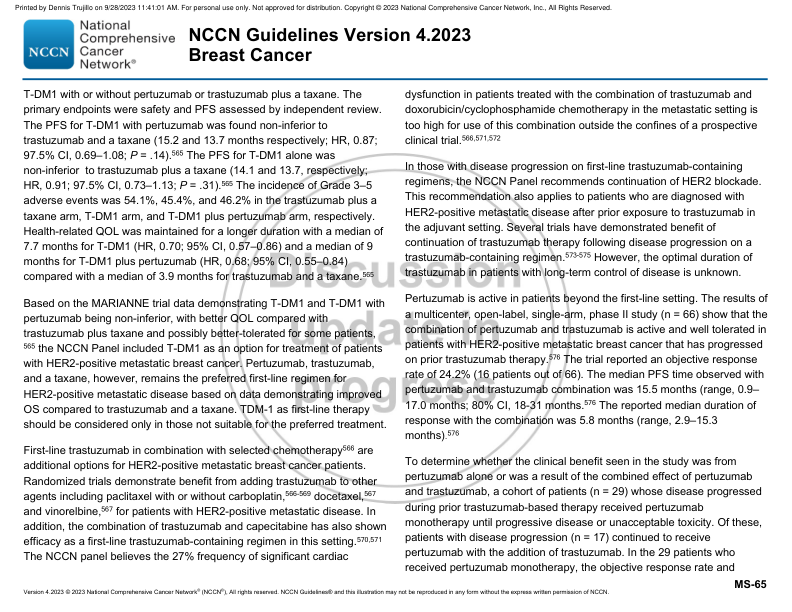 Printed by Dennis Trujillo on 9/28/2023 11:41:01 AM. For personal use only. Not approved for distribution. Copyright © 2023 National Comprehensive Cancer Network, Inc., All Rights Reserved.
NCCN
National
Comprehensive
Cancer
Network®
NCCN Guidelines Version 4.2023
Breast Cancer
T-DM1 with or without pertuzumab or trastuzumab plus a taxane. The
primary endpoints were safety and PFS assessed by independent review.
The PFS for T-DM1 with pertuzumab was found non-inferior to
trastuzumab and a taxane (15.2 and 13.7 months respectively; HR, 0.87;
97.5% CI, 0.69–1.08; P = .14).565 The PFS for T-DM1 alone was
non-inferior to trastuzumab plus a taxane (14.1 and 13.7, respectively;
HR, 0.91; 97.5% CI, 0.73–1.13; P = .31).565 The incidence of Grade 3–5
adverse events was 54.1%, 45.4%, and 46.2% in the trastuzumab plus a
taxane arm, T-DM1 arm, and T-DM1 plus pertuzumab arm, respectively.
Health-related QOL was maintained for a longer duration with a median of
7.7 months for T-DM1 (HR, 0.70; 95% CI, 0.57–0.86) and a median of 9
months for T-DM1 plus pertuzumab (HR, 0.68; 95% CI, 0.55–0.84)
compared with a median of 3.9 months for trastuzumab and a taxane.565
Based on the MARIANNE trial data demonstrating T-DM1 and T-DM1 with
pertuzumab being non-inferior, with better QOL compared with
trastuzumab plus taxane and possibly better-tolerated for some patients,
565 the NCCN Panel included T-DM1 as an option for treatment of patients
with HER2-positive metastatic breast cancer. Pertuzumab, trastuzumab,
and a taxane, however, remains the preferred first-line regimen for
HER2-positive metastatic disease based on data demonstrating improved
OS compared to trastuzumab and a taxane. TDM-1 as first-line therapy
should be considered only in those not suitable for the preferred treatment.
First-line trastuzumab in combination with selected chemotherapy566 are
additional options for HER2-positive metastatic breast cancer patients.
Randomized trials demonstrate benefit from adding trastuzumab to other
agents including paclitaxel with or without carboplatin,566-569 docetaxel,567
and vinorelbine,567 for patients with HER2-positive metastatic disease. In
addition, the combination of trastuzumab and capecitabine has also shown
efficacy as a first-line trastuzumab-containing regimen in this setting.570,571
The NCCN panel believes the 27% frequency of significant cardiac
dysfunction in patients treated with the combination of trastuzumab and
doxorubicin/cyclophosphamide chemotherapy in the metastatic setting is
too high for use of this combination outside the confines of a prospective
clinical trial.566,571,572
In those with disease progression on first-line trastuzumab-containing
regimens, the NCCN Panel recommends continuation of HER2 blockade.
This recommendation also applies to patients who are diagnosed with
HER2-positive metastatic disease after prior exposure to trastuzumab in
the adjuvant setting. Several trials have demonstrated benefit of
continuation of trastuzumab therapy following disease progression on a
trastuzumab-containing regimen.573-575 However, the optimal duration of
trastuzumab in patients with long-term control of disease is unknown.
Pertuzumab is active in patients beyond the first-line setting. The results of
a multicenter, open-label, single-arm, phase II study (n = 66) show that the
combination of pertuzumab and trastuzumab is active and well tolerated in
patients with HER2-positive metastatic breast cancer that has progressed
on prior trastuzumab therapy.576 The trial reported an objective response
rate of 24.2% (16 patients out of 66). The median PFS time observed with
pertuzumab and trastuzumab combination was 15.5 months (range, 0.9–
17.0 months; 80% CI, 18-31 months.576 The reported median duration of
response with the combination was 5.8 months (range, 2.9–15.3
months).576
To determine whether the clinical benefit seen in the study was from
pertuzumab alone or was a result of the combined effect of pertuzumab
and trastuzumab, a cohort of patients (n = 29) whose disease progressed
during prior trastuzumab-based therapy received pertuzumab
monotherapy until progressive disease or unacceptable toxicity. Of these,
patients with disease progression (n = 17) continued to receive
pertuzumab with the addition of trastuzumab. In the 29 patients who
received pertuzumab monotherapy, the objective response rate and
Discussion
update in
progress
MS-65
Version 4.2023 © 2023 National Comprehensive Cancer Network® (NCCN®), All rights reserved. NCCN Guidelines® and this illustration may not be reproduced in any form without the express written permission of NCCN.